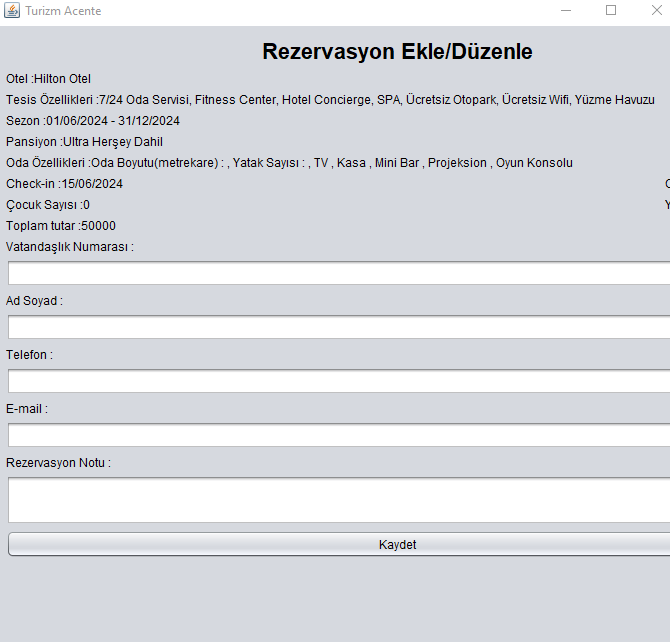 Turizm Acente
Rezervasyon Ekle/Düzenle
Otel :Hilton Otel
Tesis Özellikleri :7/24 Oda Servisi, Fitness Center, Hotel Concierge, SPA, Ücretsiz Otopark, Ücretsiz Wifi, Yüzme Havuzu
Sezon :01/06/2024 - 31/12/2024
Pansiyon :Ultra Herşey Dahil
Oda Özellikleri :Oda Boyutu(metrekare) : , Yatak Sayısı : , TV , Kasa , Mini Bar , Projeksion , Oyun Konsolu
Check-in :15/06/2024
Çocuk Sayısı :0
Toplam tutar :50000
Vatandaşlık Numarası :
Ad Soyad :
Telefon :
E-mail :
Rezervasyon Notu :
Kaydet